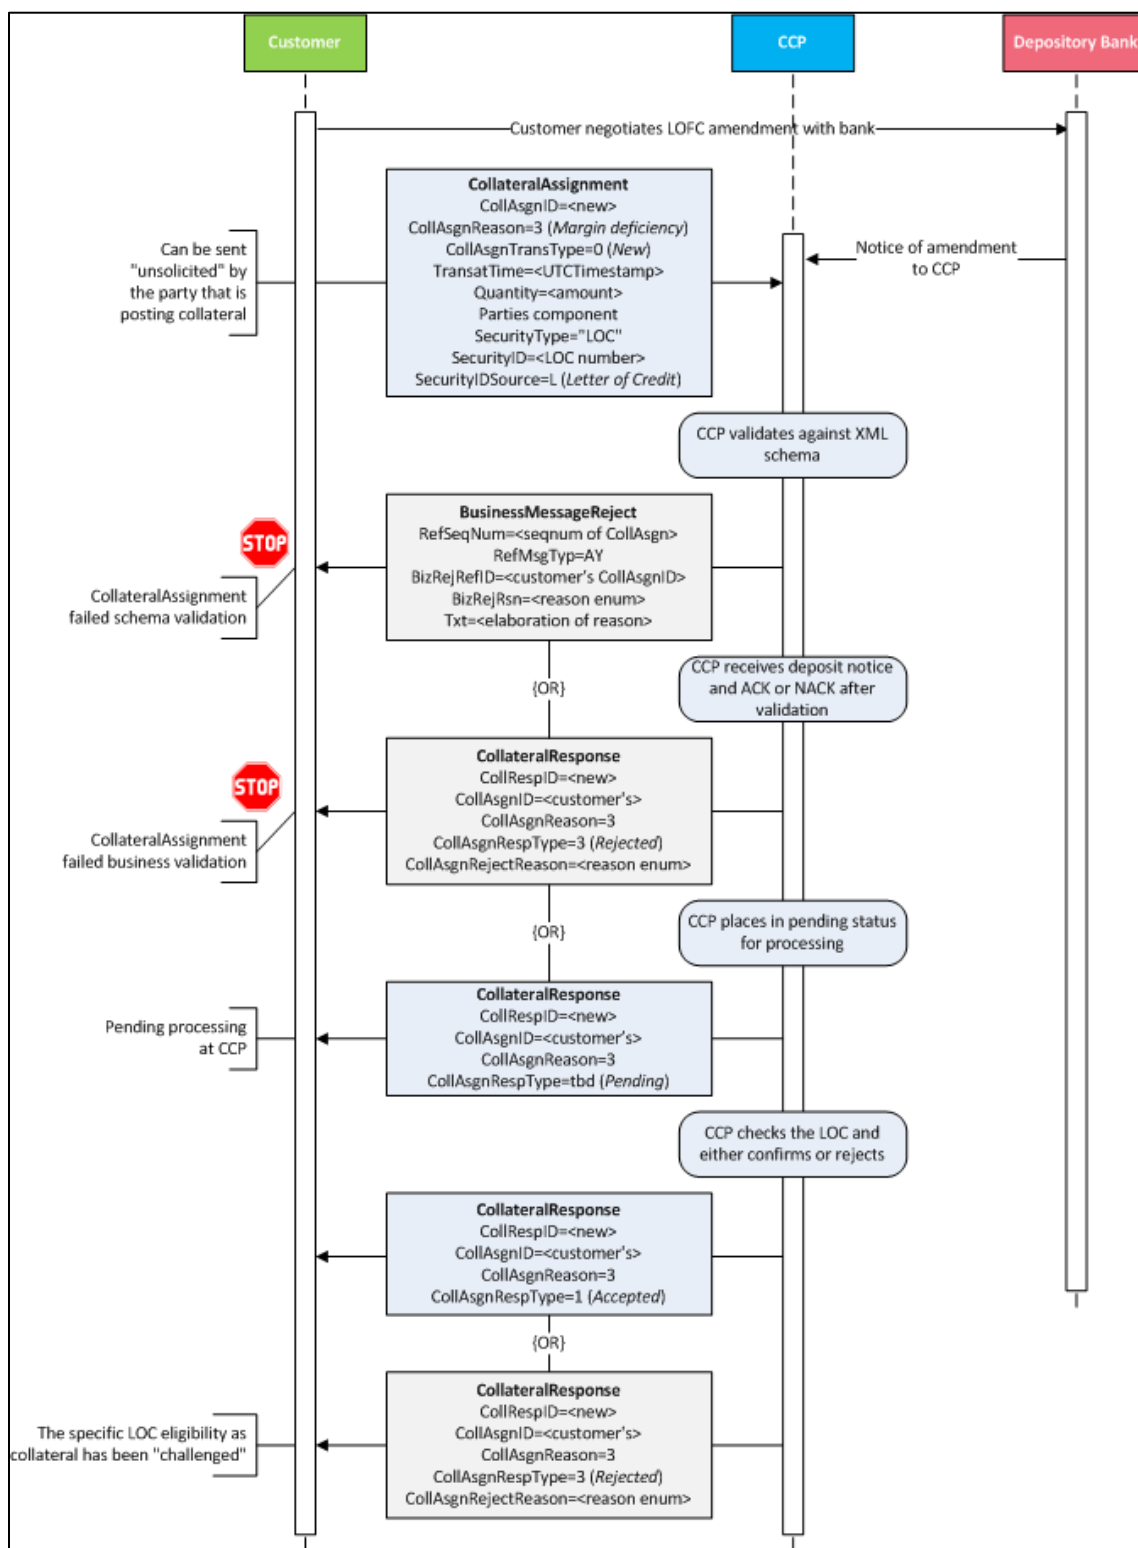 Customer
CCP
Depository Bank
Customer negotiates LOFC amendment with bank
CollateralAssignment
CollAsgnID=<new>
CollAsgnReason=3 (Margin deficiency)
CollAsgnTransType=0 (New)
TransatTime=<UTCTimestamp>
Quantity=<amount>
Parties component
SecurityType="LOC"
SecurityID=<LOC number>
SecurityIDSource=L (Letter of Credit)
Can be sent
"unsolicited" by
the party that is
posting collateral
Notice of amendment
to CCP
CCP validates against XML
schema
BusinessMessageReject
RefSeqNum=<seqnum of CollAsgn>
RefMsgTyp=AY
BizRejRefID=<customer's CollAsgnID>
BizRejRsn=<reason enum>
Txt=<elaboration of reason>
STOP
CollateralAssignment
failed schema validation
{OR}
CCP receives deposit notice
and ACK or NACK after
validation
CollateralResponse
CollRespID=<new>
CollAsgnID=<customer's>
CollAsgnReason=3
CollAsgnRespType=3 (Rejected)
CollAsgnRejectReason=<reason enum>
STOP
CollateralAssignment
failed business validation
{OR}
CCP places in pending status
for processing
CollateralResponse
CollRespID=<new>
CollAsgnID=<customer's>
CollAsgnReason=3
CollAsgnRespType=tbd (Pending)
Pending processing
at CCP
CCP checks the LOC and
either confirms or rejects
CollateralResponse
CollRespID=<new>
CollAsgnID=<customer's>
CollAsgnReason=3
CollAsgnRespType=1 (Accepted)
{OR}
CollateralResponse
CollRespID=<new>
CollAsgnID=<customer's>
CollAsgnReason=3
CollAsgnRespType=3 (Rejected)
CollAsgnRejectReason=<reason enum>
The specific LOC eligibility as
collateral has been "challenged"